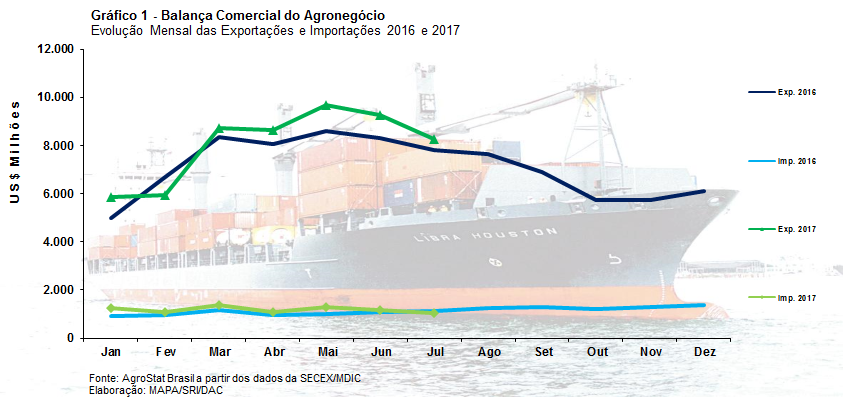 Gráfico 1 - Balança Comercial do Agronegócio
Evolução Mensal das Exportações e Importações 2016 e 2017
US$ Milhões
12.000
10.000
8.000
6.000
4.000
2.000
0
Jan Fev Mar Abr Mai Jun Jul Ago Set Out Nov Dez
Exp. 2016
Imp. 2016
Exp. 2017
Imp. 2017
LIBRA HOUSTON
Fonte: AgroStat Brasil a partir dos dados da SECEX/MDIC
Elaboração: MAPA/SRI/DAC